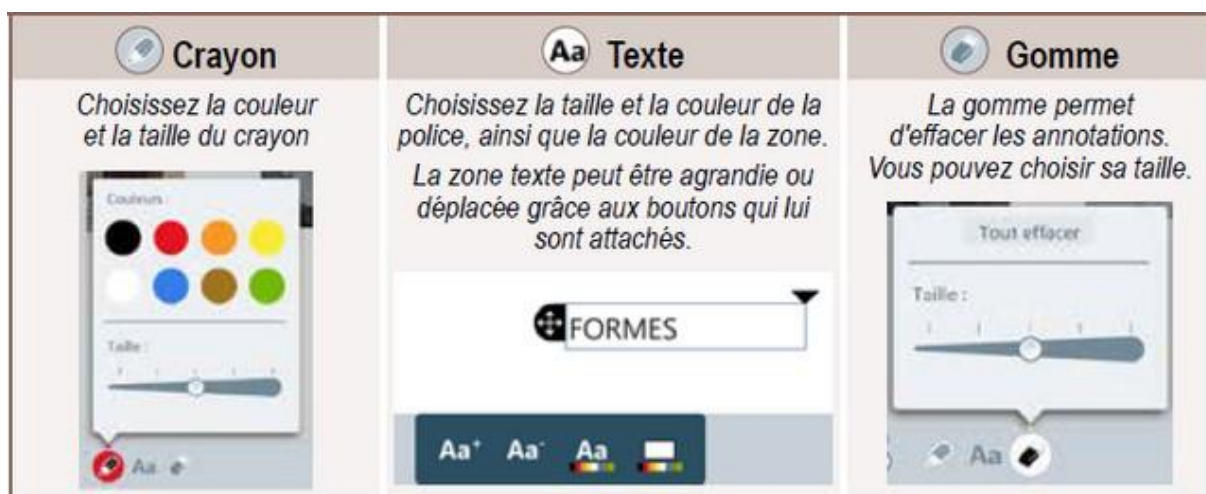 Crayon
Choisissez la couleur
et la taille du crayon
Couleurs :
Taille :
Aa
Aa Texte
Choisissez la taille et la couleur de la
police, ainsi que la couleur de la zone.
La zone texte peut être agrandie ou
déplacée grâce aux boutons qui lui
sont attachés.
FORMES
Aa+ Aa- Aa
Gomme
La gomme permet
d'effacer les annotations.
Vous pouvez choisir sa taille.
Tout effacer
Taille :
Aa